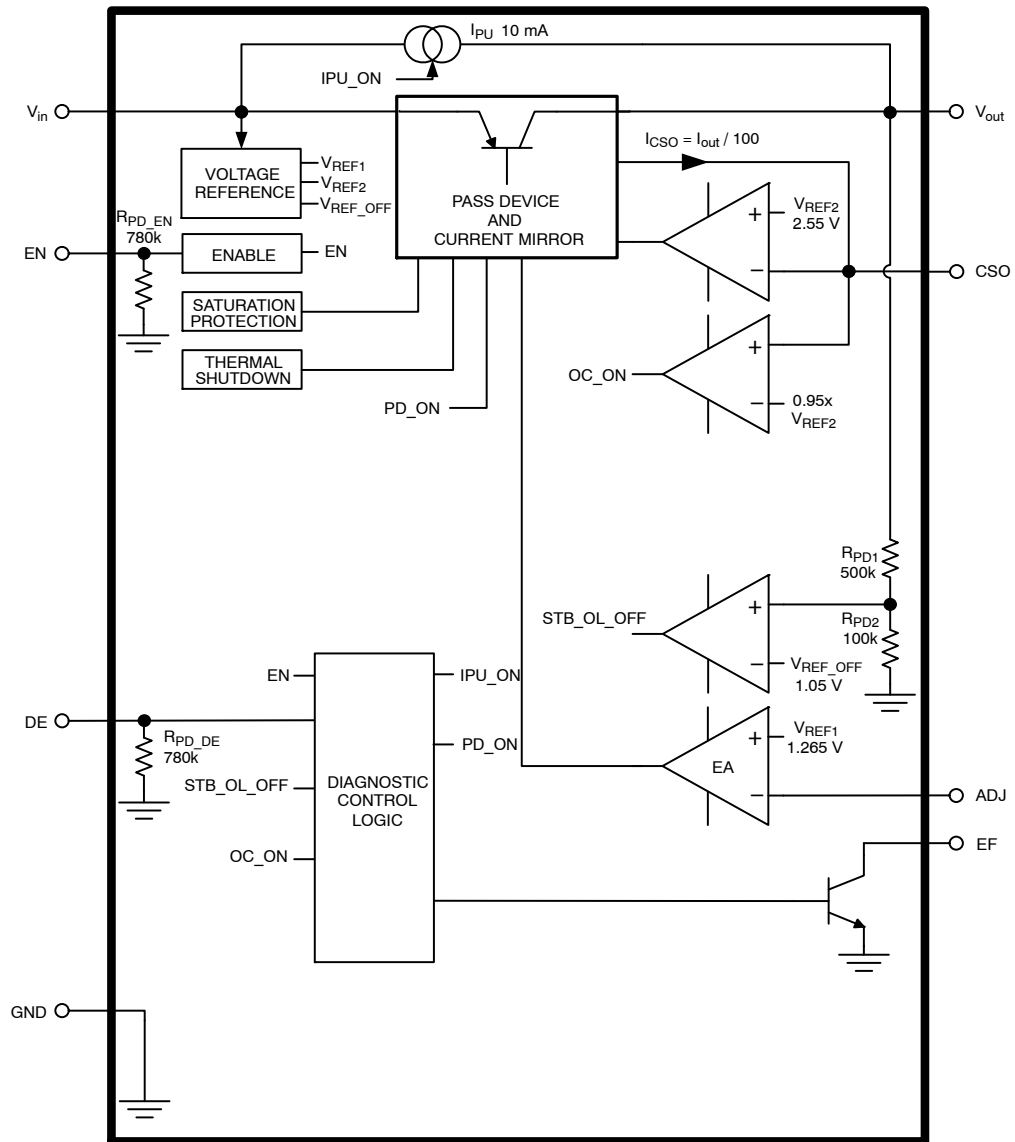 I_PU 10 mA
IPU_ON
V_in
V_out
I_CSO = I_out / 100
VOLTAGE
REFERENCE
V_REF1
V_REF2
V_REF_OFF
PASS DEVICE
AND
CURRENT MIRROR
+
V_REF2
2.55 V
−
R_PD_EN
780k
EN
ENABLE
EN
CSO
SATURATION
PROTECTION
THERMAL
SHUTDOWN
PD_ON
OC_ON
+
−
0.95x
V_REF2
R_PD1
500k
STB_OL_OFF
+
−
V_REF_OFF
1.05 V
R_PD2
100k
EN
IPU_ON
DE
R_PD_DE
780k
PD_ON
STB_OL_OFF
DIAGNOSTIC
CONTROL
LOGIC
OC_ON
EA
+
V_REF1
1.265 V
−
ADJ
EF
GND